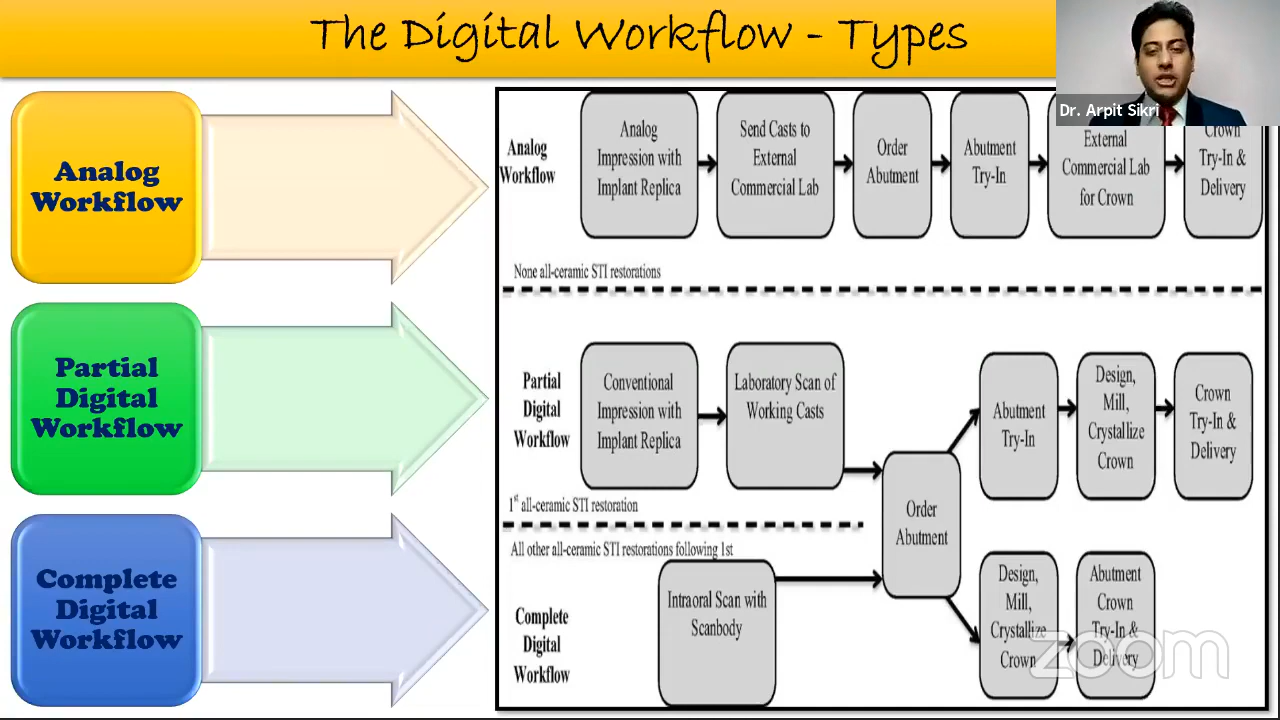 The Digital Workflow - Types
Dr. Arpit Sikri
Analog
Workflow
Partial
Digital
Workflow
Complete
Digital
Workflow
Analog
Workflow
Analog
Impression with
Implant Replica
Send Casts to
External
Commercial Lab
Order
Abutment
Abutment
Try-In
External
Commercial Lab
for Crown
Crown
Try-In &
Delivery
None all-ceramic STI restorations
Partial
Digital
Workflow
Conventional
Impression with
Implant Replica
Laboratory Scan of
Working Casts
Order
Abutment
Abutment
Try-In
Design,
Mill,
Crystallize
Crown
Crown
Try-In &
Delivery
1st all-ceramic STI restoration
All other all-ceramic STI restorations following 1st
Complete
Digital
Workflow
Intraoral Scan with
Scanbody
Design,
Mill,
Crystallize
Crown
Abutment
Crown
Try-In &
Delivery
zoom